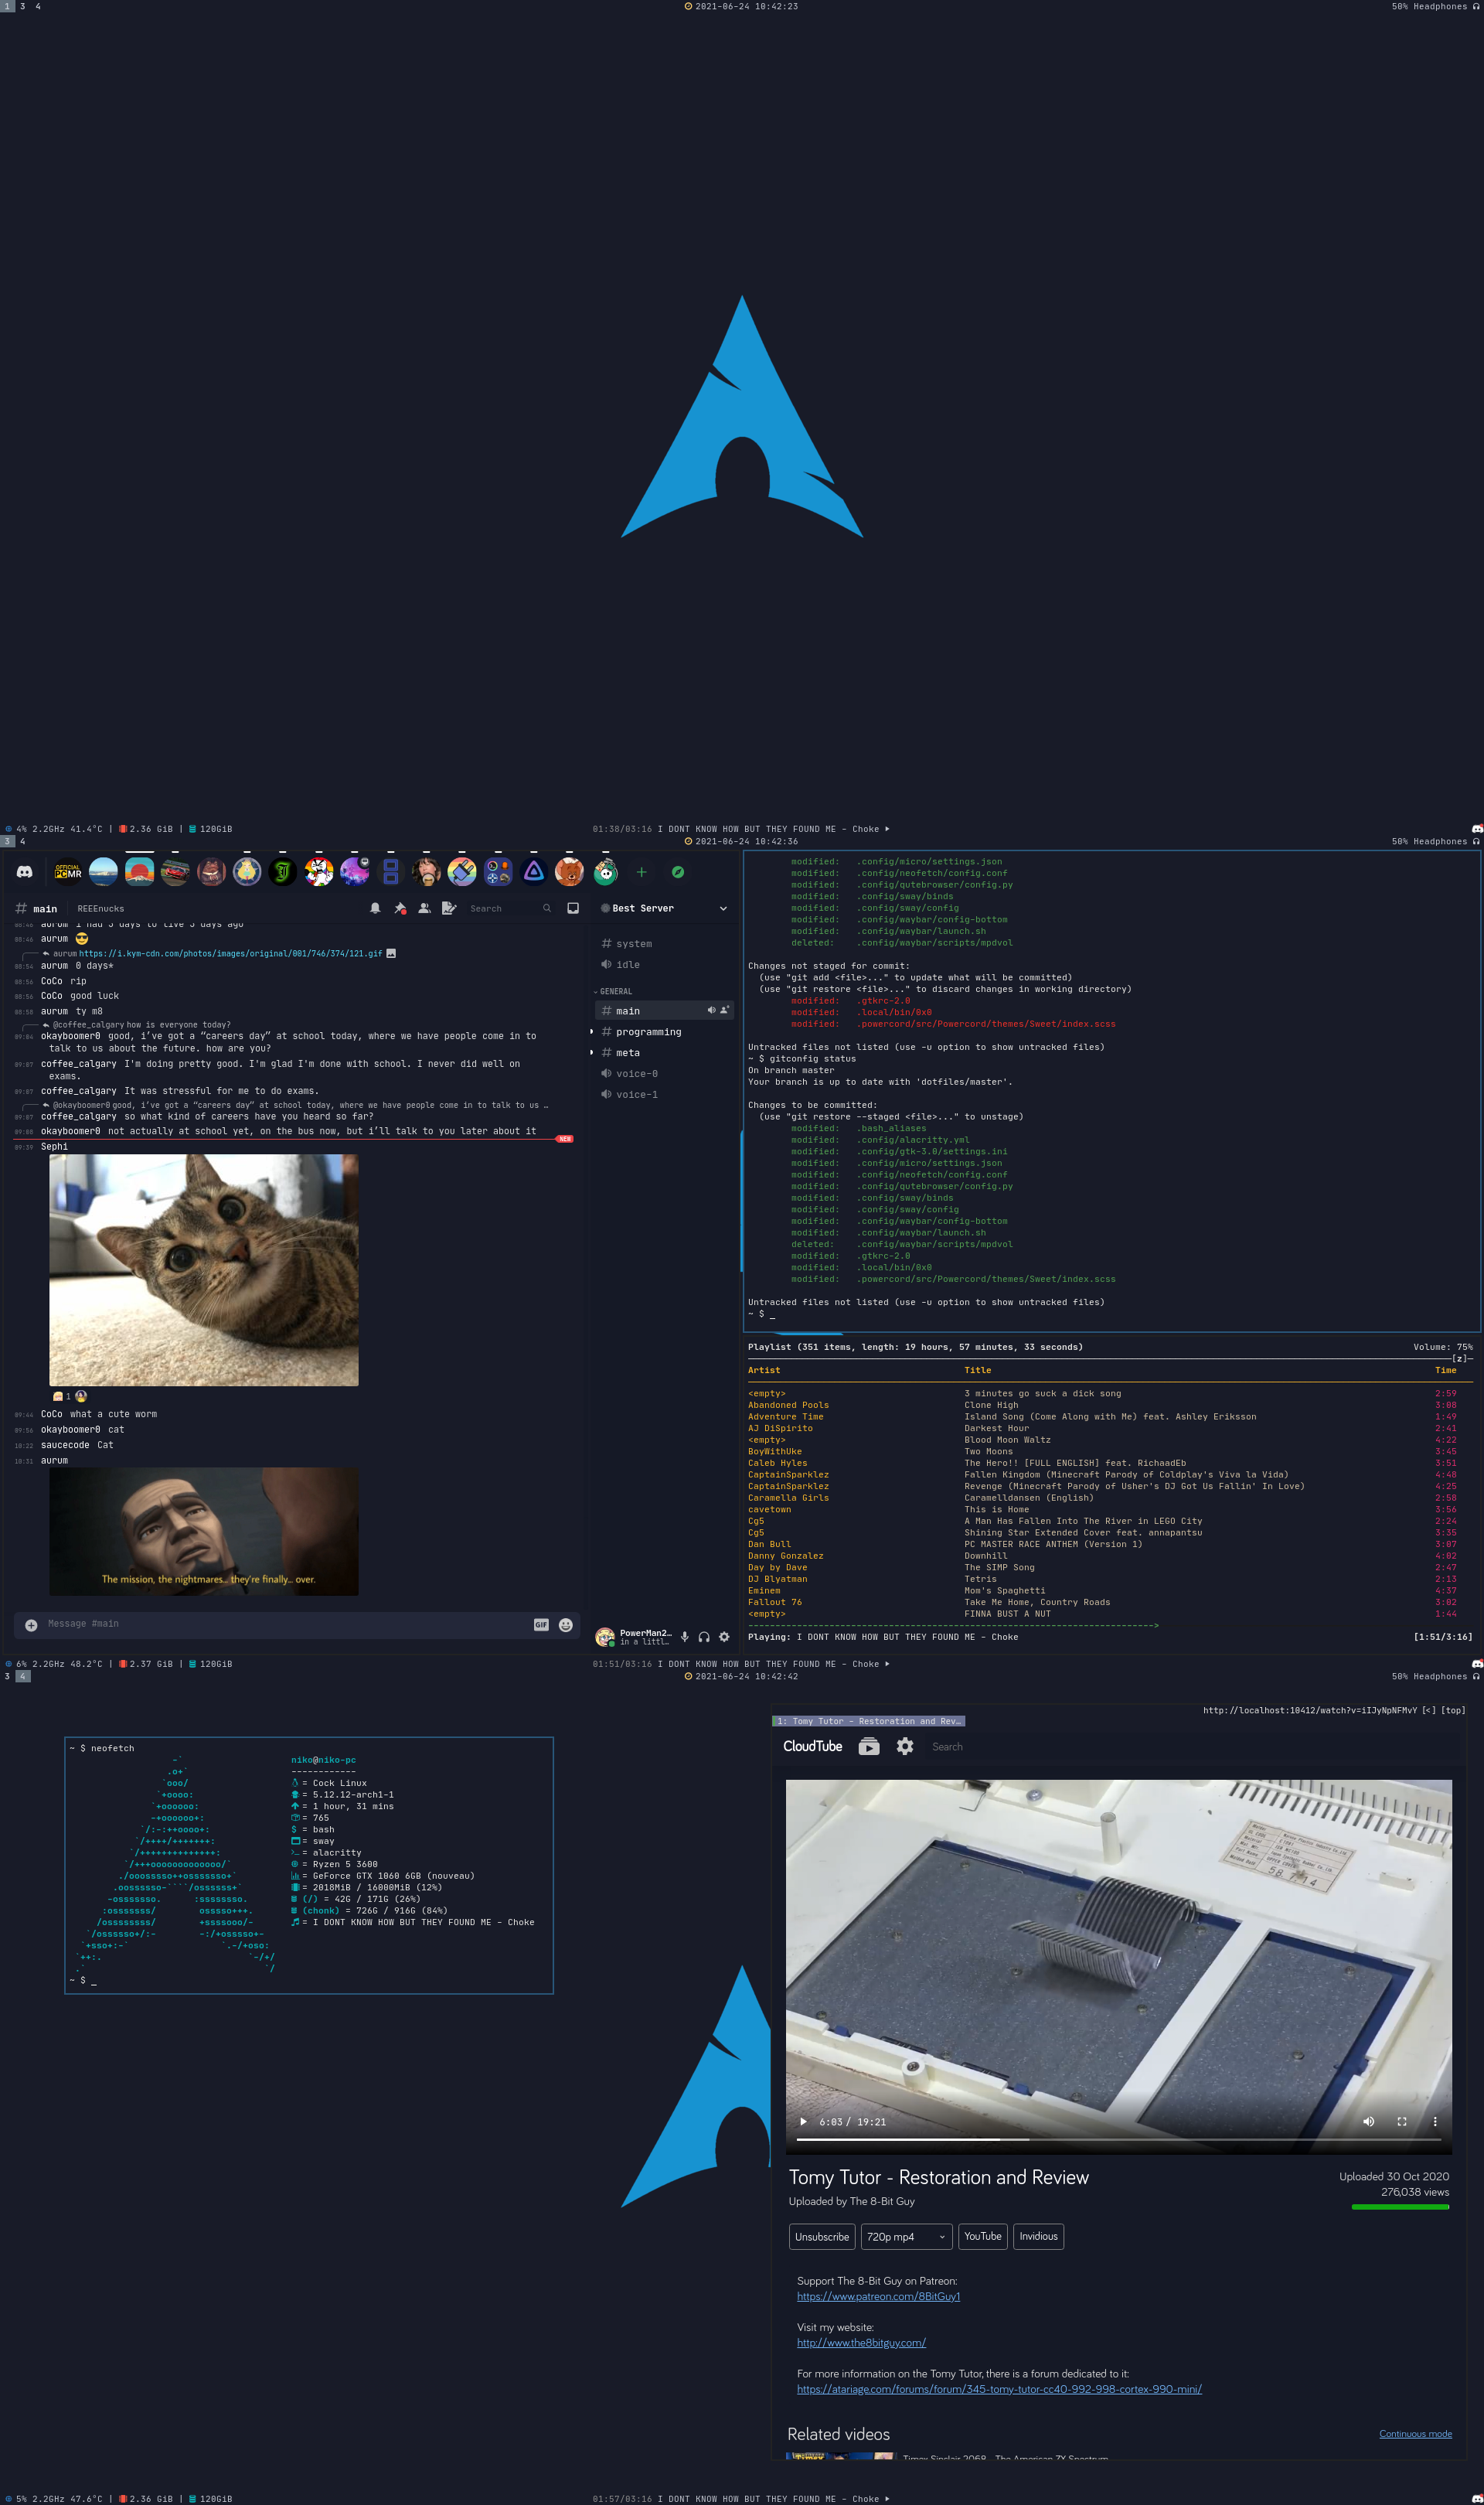 1 3 4
2021-06-24 10:42:23
50% Headphones
4% 2.2GHz 41.4°C | 2.36 GiB | 120GiB
01:38/03:16 I DONT KNOW HOW BUT THEY FOUND ME - Choke
3 4
2021-06-24 10:42:36
50% Headphones
OFFICIAL
PCMR
main REEEnucks
Search
08:46 aurum i had 3 days to live 3 days ago
08:46 aurum
aurum https://i.kym-cdn.com/photos/images/original/001/746/374/121.gif
08:54 aurum 0 days*
08:56 CoCo rip
08:56 CoCo good luck
08:58 aurum ty m8
@coffee_calgary how is everyone today?
09:04 okayboomer0 good, i’ve got a “careers day” at school today, where we have people come in to
talk to us about the future. how are you?
09:07 coffee_calgary I'm doing pretty good. I'm glad I'm done with school. I never did well on
exams.
09:07 coffee_calgary It was stressful for me to do exams.
@okayboomer0 good, i’ve got a “careers day” at school today, where we have people come in to talk to us …
09:07 coffee_calgary so what kind of careers have you heard so far?
09:08 okayboomer0 not actually at school yet, on the bus now, but i’ll talk to you later about it
NEW
09:39 Sephi
1
09:44 CoCo what a cute worm
09:56 okayboomer0 cat
10:22 saucecode Cat
10:31 aurum
The mission, the nightmares... they're finally... over.
Message #main
GIF
Best Server
system
idle
GENERAL
main
programming
meta
voice-0
voice-1
PowerMan2…
in a littl…
modified: .config/micro/settings.json
modified: .config/neofetch/config.conf
modified: .config/qutebrowser/config.py
modified: .config/sway/binds
modified: .config/sway/config
modified: .config/waybar/config-bottom
modified: .config/waybar/launch.sh
deleted: .config/waybar/scripts/mpdvol
Changes not staged for commit:
(use "git add <file>..." to update what will be committed)
(use "git restore <file>..." to discard changes in working directory)
modified: .gtkrc-2.0
modified: .local/bin/0x0
modified: .powercord/src/Powercord/themes/Sweet/index.scss
Untracked files not listed (use -u option to show untracked files)
~ $ gitconfig status
On branch master
Your branch is up to date with 'dotfiles/master'.
Changes to be committed:
(use "git restore --staged <file>..." to unstage)
modified: .bash_aliases
modified: .config/alacritty.yml
modified: .config/gtk-3.0/settings.ini
modified: .config/micro/settings.json
modified: .config/neofetch/config.conf
modified: .config/qutebrowser/config.py
modified: .config/sway/binds
modified: .config/sway/config
modified: .config/waybar/config-bottom
modified: .config/waybar/launch.sh
deleted: .config/waybar/scripts/mpdvol
modified: .gtkrc-2.0
modified: .local/bin/0x0
modified: .powercord/src/Powercord/themes/Sweet/index.scss
Untracked files not listed (use -u option to show untracked files)
~ $ _
Playlist (351 items, length: 19 hours, 57 minutes, 33 seconds) Volume: 75%
[z]
Artist Title Time
<empty> 3 minutes go suck a dick song 2:59
Abandoned Pools Clone High 3:08
Adventure Time Island Song (Come Along with Me) feat. Ashley Eriksson 1:49
AJ DiSpirito Darkest Hour 2:41
<empty> Blood Moon Waltz 4:22
BoyWithUke Two Moons 3:45
Caleb Hyles The Hero!! [FULL ENGLISH] feat. RichaadEb 3:51
CaptainSparklez Fallen Kingdom (Minecraft Parody of Coldplay's Viva la Vida) 4:48
CaptainSparklez Revenge (Minecraft Parody of Usher's DJ Got Us Fallin' In Love) 4:25
Caramella Girls Caramelldansen (English) 2:58
cavetown This is Home 3:56
Cg5 A Man Has Fallen Into The River in LEGO City 2:24
Cg5 Shining Star Extended Cover feat. annapantsu 3:35
Dan Bull PC MASTER RACE ANTHEM (Version 1) 3:07
Danny Gonzalez Downhill 4:02
Day by Dave The SIMP Song 2:47
DJ Blyatman Tetris 2:13
Eminem Mom's Spaghetti 4:37
Fallout 76 Take Me Home, Country Roads 3:02
<empty> FINNA BUST A NUT 1:44
Playing: I DONT KNOW HOW BUT THEY FOUND ME - Choke [1:51/3:16]
6% 2.2GHz 48.2°C | 2.37 GiB | 120GiB
01:51/03:16 I DONT KNOW HOW BUT THEY FOUND ME - Choke
3 4
2021-06-24 10:42:42
50% Headphones
~ $ neofetch
niko@niko-pc
------------
= Cock Linux
= 5.12.12-arch1-1
= 1 hour, 31 mins
= 765
$ = bash
= sway
= alacritty
= Ryzen 5 3600
= GeForce GTX 1060 6GB (nouveau)
= 2018MiB / 16000MiB (12%)
(/) = 42G / 171G (26%)
(chonk) = 726G / 916G (84%)
= I DONT KNOW HOW BUT THEY FOUND ME - Choke
~ $ _
http://localhost:10412/watch?v=iIJyNpNFMvY [<] [top]
1: Tomy Tutor - Restoration and Rev…
CloudTube
Search
6:03 / 19:21
Tomy Tutor - Restoration and Review
Uploaded by The 8-Bit Guy
Uploaded 30 Oct 2020
276,038 views
Unsubscribe 720p mp4 YouTube Invidious
Support The 8-Bit Guy on Patreon:
https://www.patreon.com/8BitGuy1
Visit my website:
http://www.the8bitguy.com/
For more information on the Tomy Tutor, there is a forum dedicated to it:
https://atariage.com/forums/forum/345-tomy-tutor-cc40-992-998-cortex-990-mini/
Related videos
Continuous mode
Timex Sinclair 2068 - The American ZX Spectrum
5% 2.2GHz 47.6°C | 2.36 GiB | 120GiB
01:57/03:16 I DONT KNOW HOW BUT THEY FOUND ME - Choke